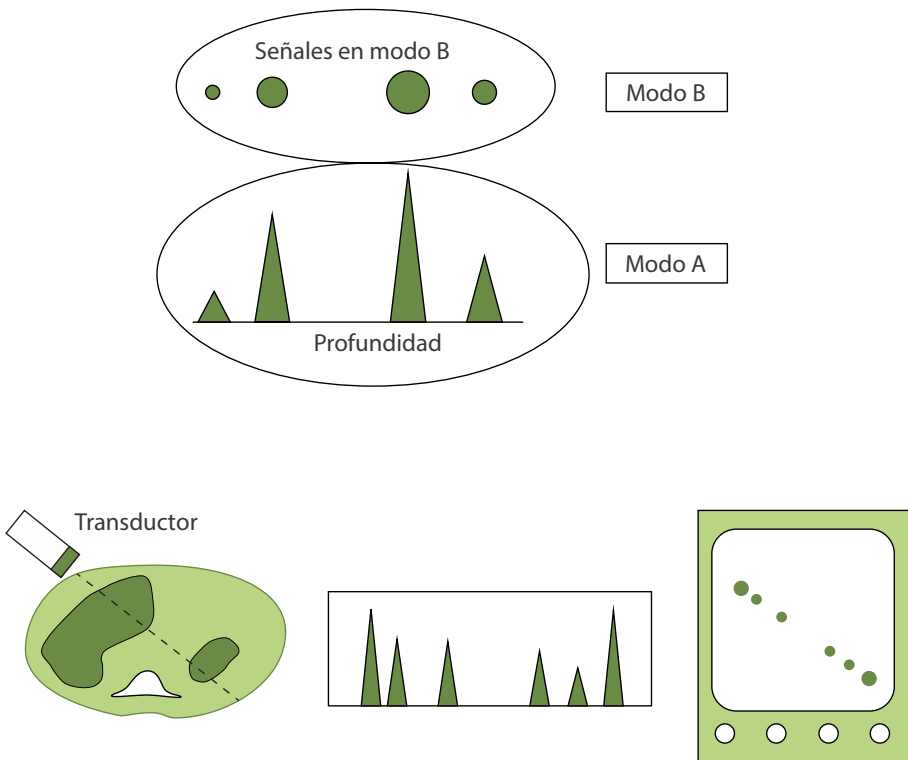 Señales en modo B
Modo B
Modo A
Profundidad
Transductor